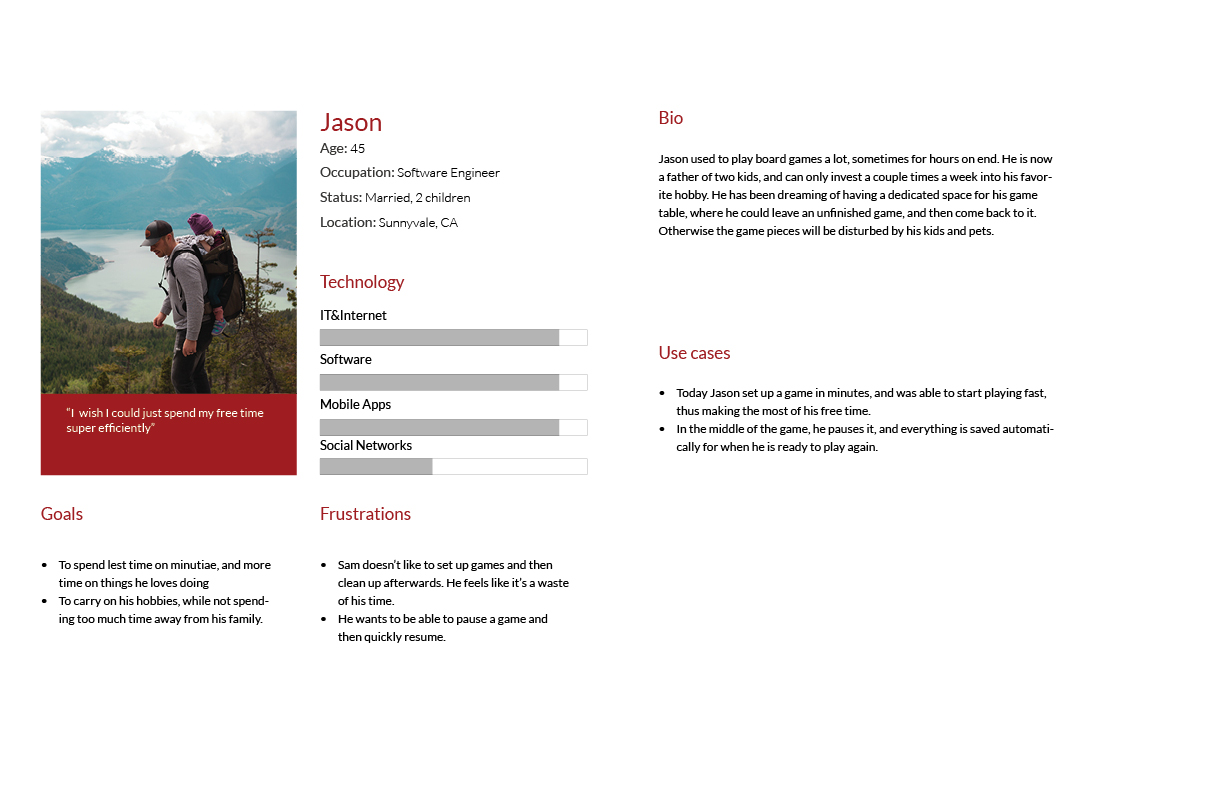 Jason
Age: 45
Occupation: Software Engineer
Status: Married, 2 children
Location: Sunnyvale, CA
Technology
IT&Internet
Software
Mobile Apps
Social Networks
“I  wish I could just spend my free time
super efficiently”
Goals
• To spend lest time on minutiae, and more
time on things he loves doing
• To carry on his hobbies, while not spend-
ing too much time away from his family.
Frustrations
• Sam doesn’t like to set up games and then
clean up afterwards. He feels like it’s a waste
of his time.
• He wants to be able to pause a game and
then quickly resume.
Bio
Jason used to play board games a lot, sometimes for hours on end. He is now
a father of two kids, and can only invest a couple times a week into his favor-
ite hobby. He has been dreaming of having a dedicated space for his game
table, where he could leave an unfinished game, and then come back to it.
Otherwise the game pieces will be disturbed by his kids and pets.
Use cases
• Today Jason set up a game in minutes, and was able to start playing fast,
thus making the most of his free time.
• In the middle of the game, he pauses it, and everything is saved automati-
cally for when he is ready to play again.